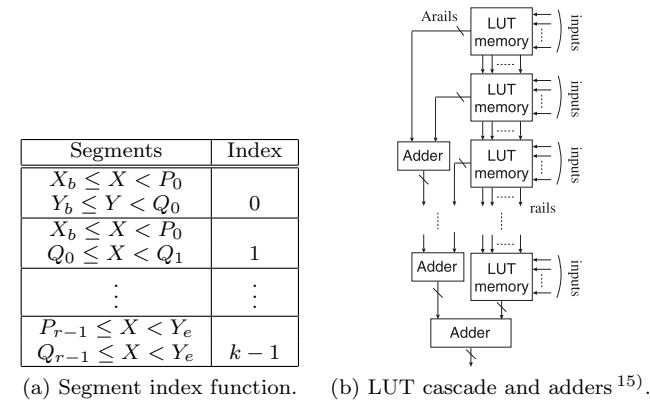 Segments Index
X_b ≤ X < P_0
Y_b ≤ Y < Q_0 0
X_b ≤ X < P_0
Q_0 ≤ X < Q_1 1
⋮ ⋮
P_{r−1} ≤ X < Y_e
Q_{r−1} ≤ X < Y_e k − 1
(a) Segment index function.
Arails
LUT
memory
inputs
LUT
memory
inputs
Adder
LUT
memory
inputs
rails
Adder
LUT
memory
inputs
Adder
(b) LUT cascade and adders 15).